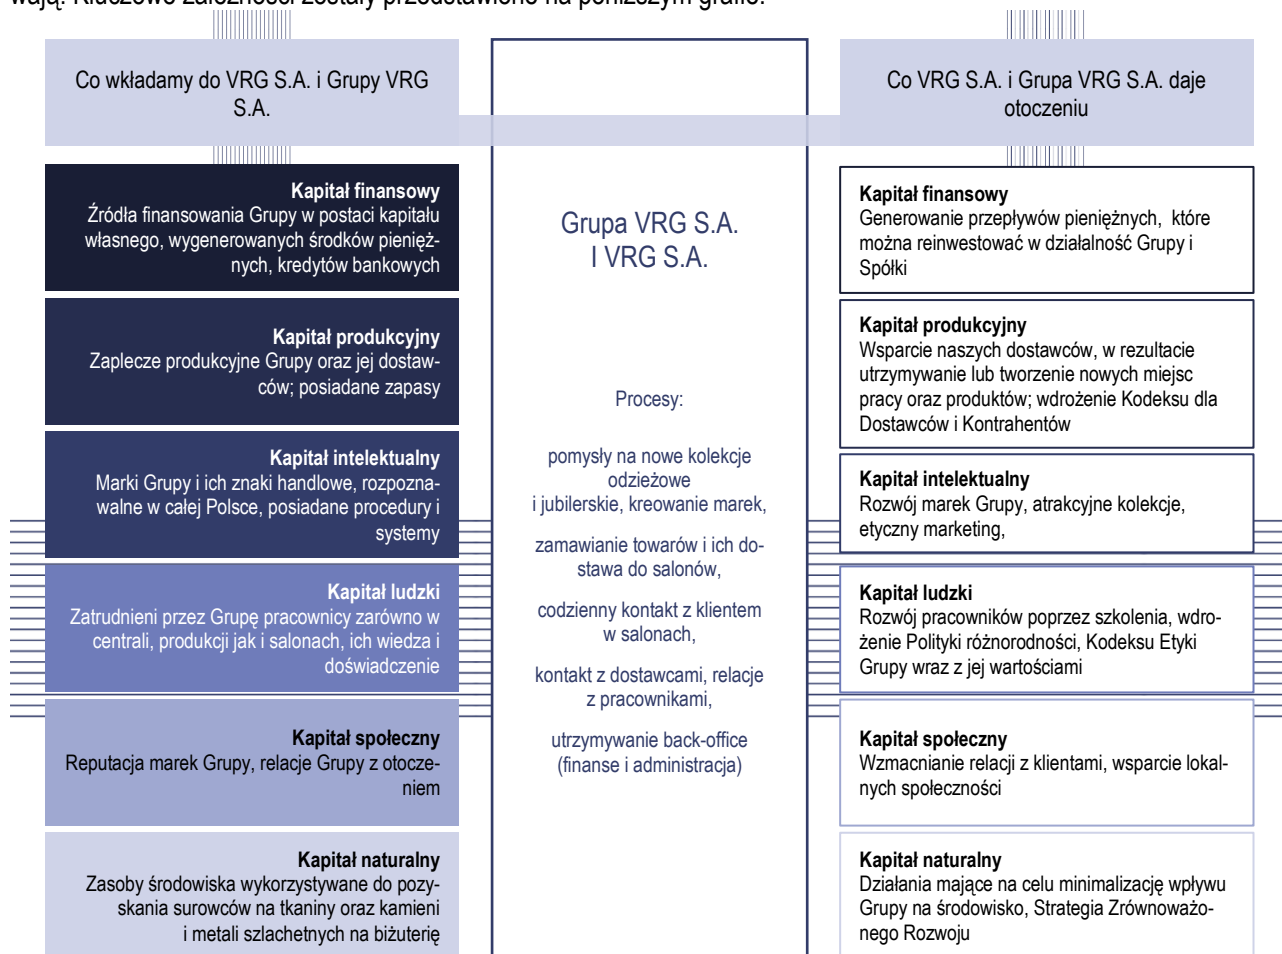 wają. Kluczowe zależności zostały przedstawione na poniższym grafie:
Co wkładamy do VRG S.A. i Grupy VRG
S.A.
Kapitał finansowy
Źródła finansowania Grupy w postaci kapitału
własnego, wygenerowanych środków pienięż-
nych, kredytów bankowych
Kapitał produkcyjny
Zaplecze produkcyjne Grupy oraz jej dostaw-
ców; posiadane zapasy
Kapitał intelektualny
Marki Grupy i ich znaki handlowe, rozpozna-
walne w całej Polsce, posiadane procedury i
systemy
Kapitał ludzki
Zatrudnieni przez Grupę pracownicy zarówno w
centrali, produkcji jak i salonach, ich wiedza i
doświadczenie
Kapitał społeczny
Reputacja marek Grupy, relacje Grupy z otocze-
niem
Kapitał naturalny
Zasoby środowiska wykorzystywane do pozy-
skania surowców na tkaniny oraz kamieni
i metali szlachetnych na biżuterię
Grupa VRG S.A.
I VRG S.A.
Procesy:
pomysły na nowe kolekcje
odzieżowe
i jubilerskie, kreowanie marek,
zamawianie towarów i ich do-
stawa do salonów,
codzienny kontakt z klientem
w salonach,
kontakt z dostawcami, relacje
z pracownikami,
utrzymywanie back-office
(finanse i administracja)
Co VRG S.A. i Grupa VRG S.A. daje
otoczeniu
Kapitał finansowy
Generowanie przepływów pieniężnych, które
można reinwestować w działalność Grupy i
Spółki
Kapitał produkcyjny
Wsparcie naszych dostawców, w rezultacie
utrzymywanie lub tworzenie nowych miejsc
pracy oraz produktów; wdrożenie Kodeksu dla
Dostawców i Kontrahentów
Kapitał intelektualny
Rozwój marek Grupy, atrakcyjne kolekcje,
etyczny marketing,
Kapitał ludzki
Rozwój pracowników poprzez szkolenia, wdro-
żenie Polityki różnorodności, Kodeksu Etyki
Grupy wraz z jej wartościami
Kapitał społeczny
Wzmacnianie relacji z klientami, wsparcie lokal-
nych społeczności
Kapitał naturalny
Działania mające na celu minimalizację wpływu
Grupy na środowisko, Strategia Zrównoważo-
nego Rozwoju